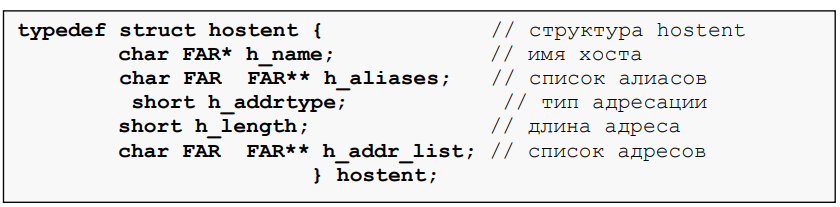 typedef struct hostent { // структура hostent
char FAR* h_name; // имя хоста
char FAR FAR** h_aliases; // список алиасов
short h_addrtype; // тип адресации
short h_length; // длина адреса
char FAR FAR** h_addr_list; // список адресов
} hostent;